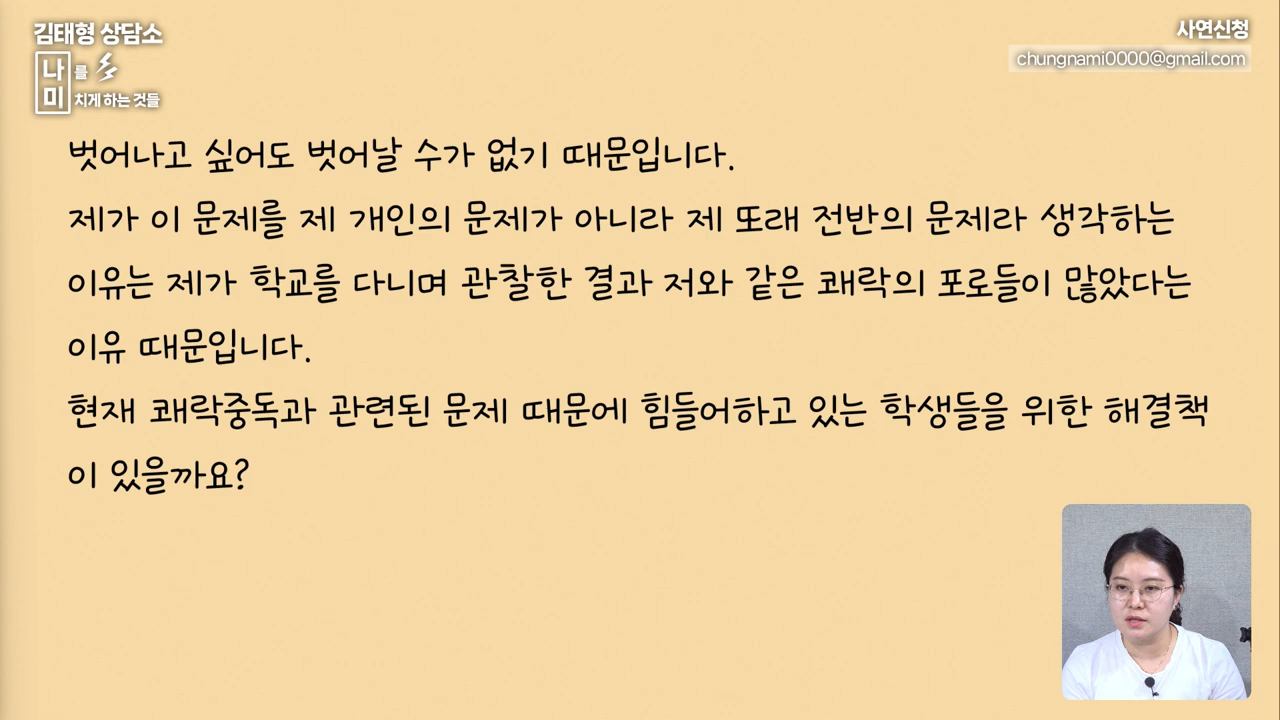 김태형 상담소
나를
미치게 하는 것들
사연신청
chungnami0000@gmail.com
벗어나고 싶어도 벗어날 수가 없기 때문입니다.
제가 이 문제를 제 개인의 문제가 아니라 제 또래 전반의 문제라 생각하는
이유는 제가 학교를 다니며 관찰한 결과 저와 같은 쾌락의 포로들이 많았다는
이유 때문입니다.
현재 쾌락중독과 관련된 문제 때문에 힘들어하고 있는 학생들을 위한 해결책
이 있을까요?